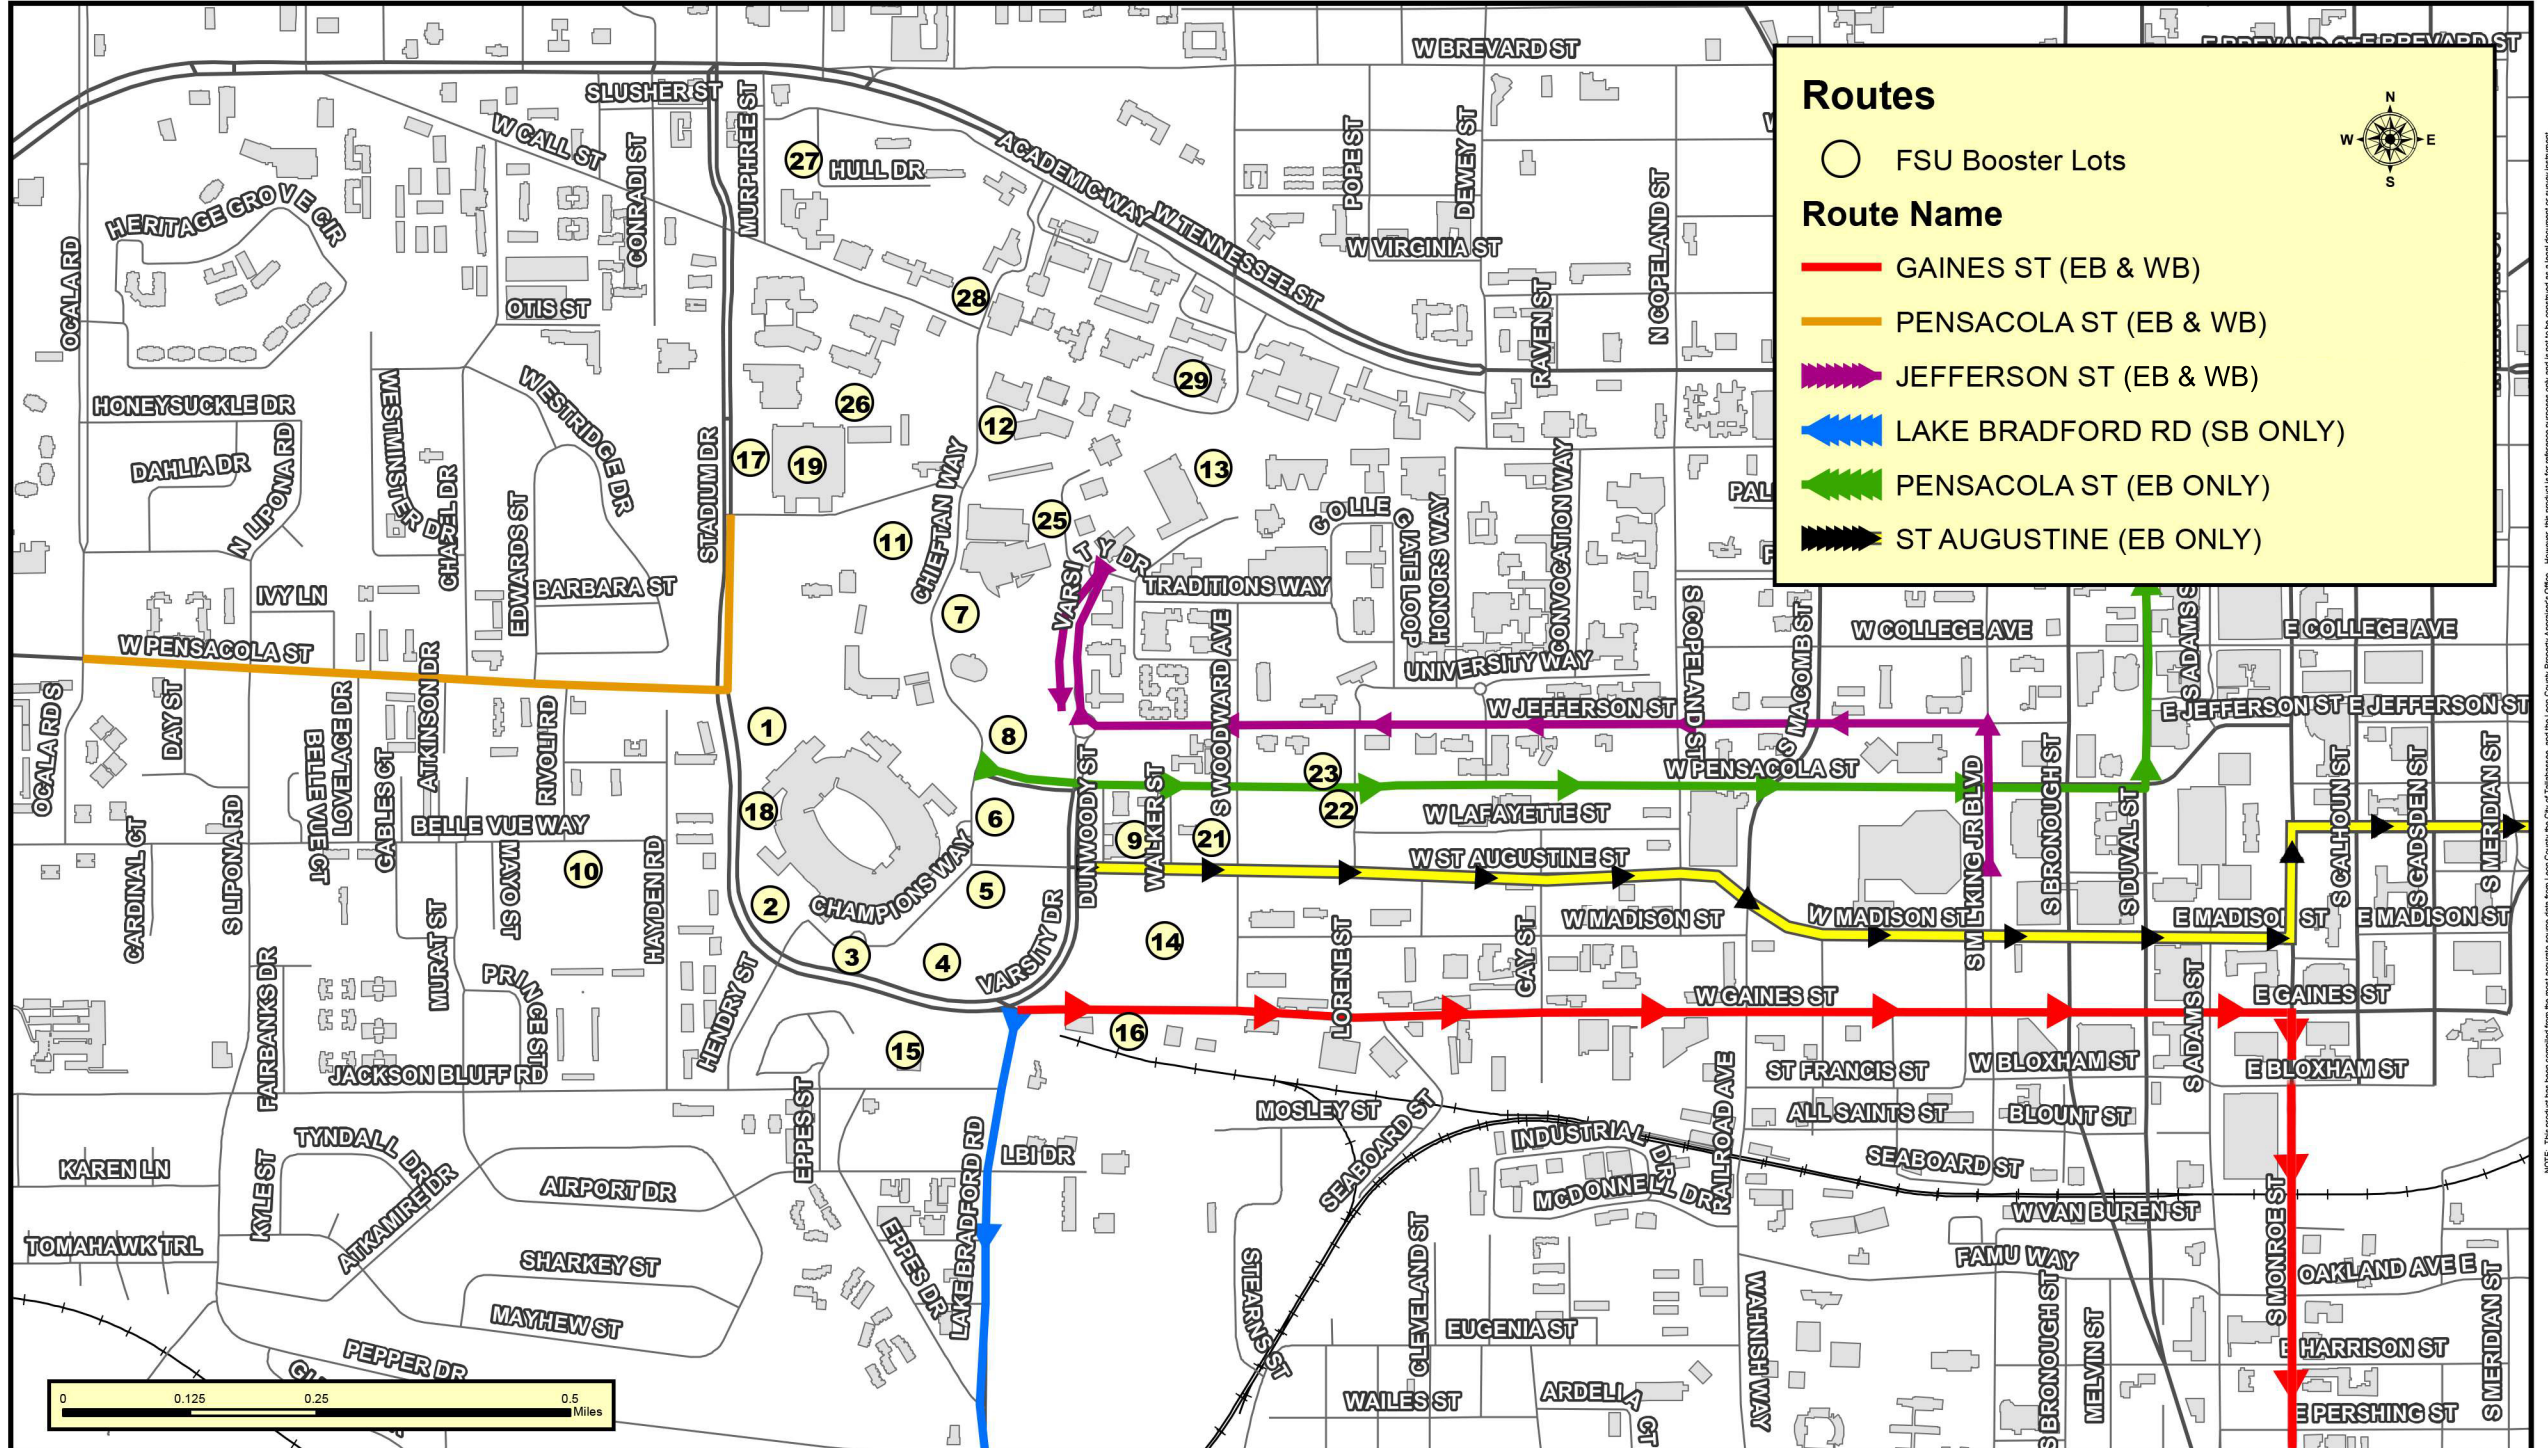 W BREVARD ST
E BREVARD ST
SLUSHER ST
MURPHREE ST
W CALL ST
CONRADI ST
27
HULL DR
ACADEMIC WAY
W TENNESSEE ST
POPE ST
DEWEY ST
N COPELAND ST
W VIRGINIA ST
HERITAGE GROVE CIR
OCALA RD
OTIS ST
28
RAVEN ST
29
HONEYSUCKLE DR
WESTMINSTER DR
WESTRIDGE DR
26
12
DAHLIA DR
N LIPONA RD
CHAPEL DR
STADIUM DR
17
19
CHIEFTAN WAY
13
EDWARDS ST
11
25
COLLEGIATE LOOP
HONORS WAY
CONVOCATION WAY
VARSITY DR
IVY LN
BARBARA ST
TRADITIONS WAY
7
W PENSACOLA ST
S WOODWARD AVE
S COPELAND ST
S MACOMB ST
W COLLEGE AVE
S ADAMS S
E COLLEGE AVE
UNIVERSITY WAY
OCALA RD S
DAY ST
BELLE VUE CT
LOVELACE DR
GABLES CT
ATKINSON DR
RIVOLI RD
1
8
W JEFFERSON ST
E JEFFERSON ST
E JEFFERSON ST
DUNWOODY ST
WALKER ST
23
W PENSACOLA ST
S M L KING JR BLVD
S BRONOUGH ST
S DUVAL ST
S CALHOUN ST
S GADSDEN ST
S MERIDIAN ST
18
6
22
W LAFAYETTE ST
CARDINAL CT
S LIPONA RD
BELLE VUE WAY
9
21
MAYO ST
HAYDEN RD
10
CHAMPIONS WAY
W ST AUGUSTINE ST
5
2
W MADISON ST
W MADISON ST
E MADISON ST
E MADISON ST
MURAT ST
3
4
VARSITY DR
14
LORENE ST
GAY ST
FAIRBANKS DR
PRINCE ST
HENDRY ST
W GAINES ST
E GAINES ST
S ADAMS ST
15
16
JACKSON BLUFF RD
ST FRANCIS ST
W BLOXHAM ST
E BLOXHAM ST
EPPES ST
MOSLEY ST
SEABOARD ST
RAILROAD AVE
ALL SAINTS ST
BLOUNT ST
TYNDALL DR
LBI DR
INDUSTRIAL DR
KAREN LN
KYLE ST
ATKAMIRE DR
AIRPORT DR
LAKE BRADFORD RD
MCDONNELL DR
SEABOARD ST
W VAN BUREN ST
S MONROE ST
TOMAHAWK TRL
SHARKEY ST
EPPES DR
STEARNS ST
CLEVELAND ST
FAMU WAY
OAKLAND AVE E
MAYHEW ST
EUGENIA ST
WAHNISH WAY
S BRONOUGH ST
MELVIN ST
E HARRISON ST
S MERIDIAN ST
PEPPER DR
WAILES ST
ARDELIA CT
E PERSHING ST
Routes
FSU Booster Lots
Route Name
GAINES ST (EB & WB)
PENSACOLA ST (EB & WB)
JEFFERSON ST (EB & WB)
LAKE BRADFORD RD (SB ONLY)
PENSACOLA ST (EB ONLY)
ST AUGUSTINE (EB ONLY)
N
W
E
S
0
0.125
0.25
0.5
Miles